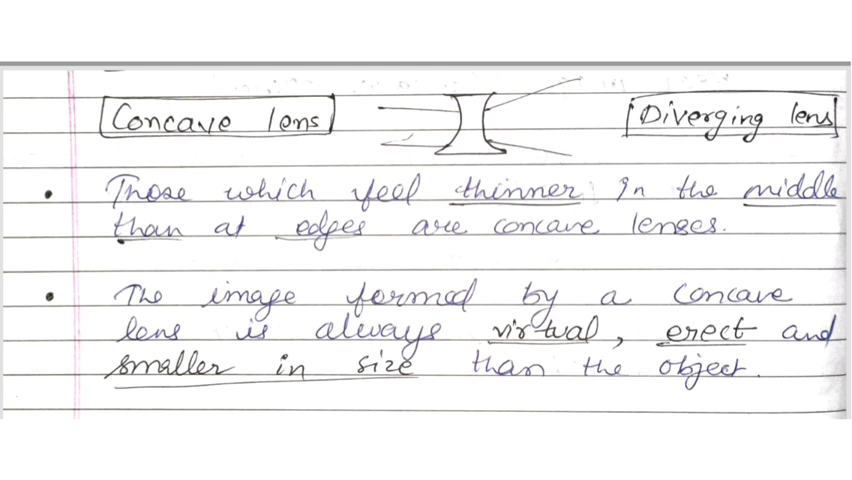 Concave lens Diverging lens
• Those which feel thinner in the middle
than at edges are concave lenses.
• The image formed by a concave
lens is always virtual, erect and
smaller in size than the object.